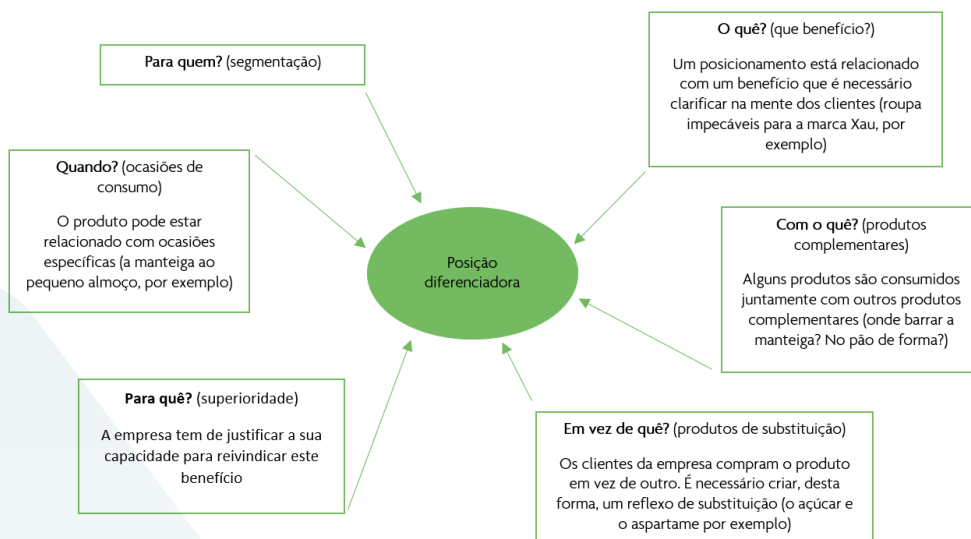 Para quem? (segmentação)
O quê? (que benefício?)
Um posicionamento está relacionado
com um benefício que é necessário
clarificar na mente dos clientes (roupa
impecáveis para a marca Xau, por
exemplo)
Quando? (ocasiões de
consumo)
O produto pode estar
relacionado com ocasiões
específicas (a manteiga ao
pequeno almoço, por exemplo)
Posição
diferenciadora
Com o quê? (produtos
complementares)
Alguns produtos são consumidos
juntamente com outros produtos
complementares (onde barrar a
manteiga? No pão de forma?)
Para quê? (superioridade)
A empresa tem de justificar a sua
capacidade para reivindicar este
benefício
Em vez de quê? (produtos de substituição)
Os clientes da empresa compram o produto
em vez de outro. É necessário criar, desta
forma, um reflexo de substituição (o açúcar e
o aspartame por exemplo)